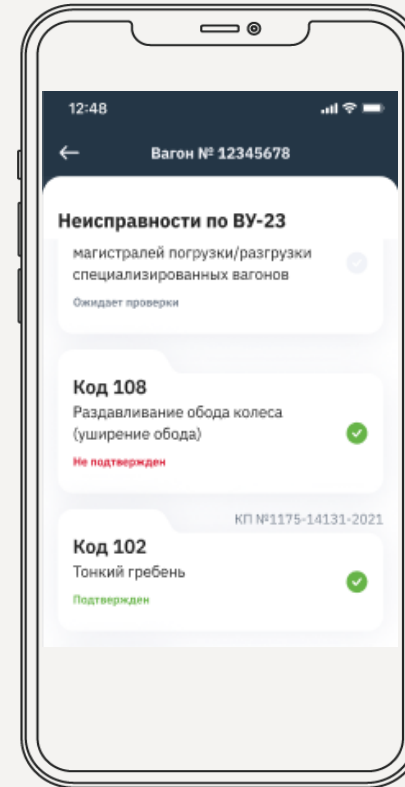 12:48
Вагон № 12345678
Неисправности по ВУ-23
магистралей погрузки/разгрузки
специализированных вагонов
Ожидает проверки
Код 108
Раздавливание обода колеса
(уширение обода)
Не подтвержден
КП №1175-14131-2021
Код 102
Тонкий гребень
Подтвержден